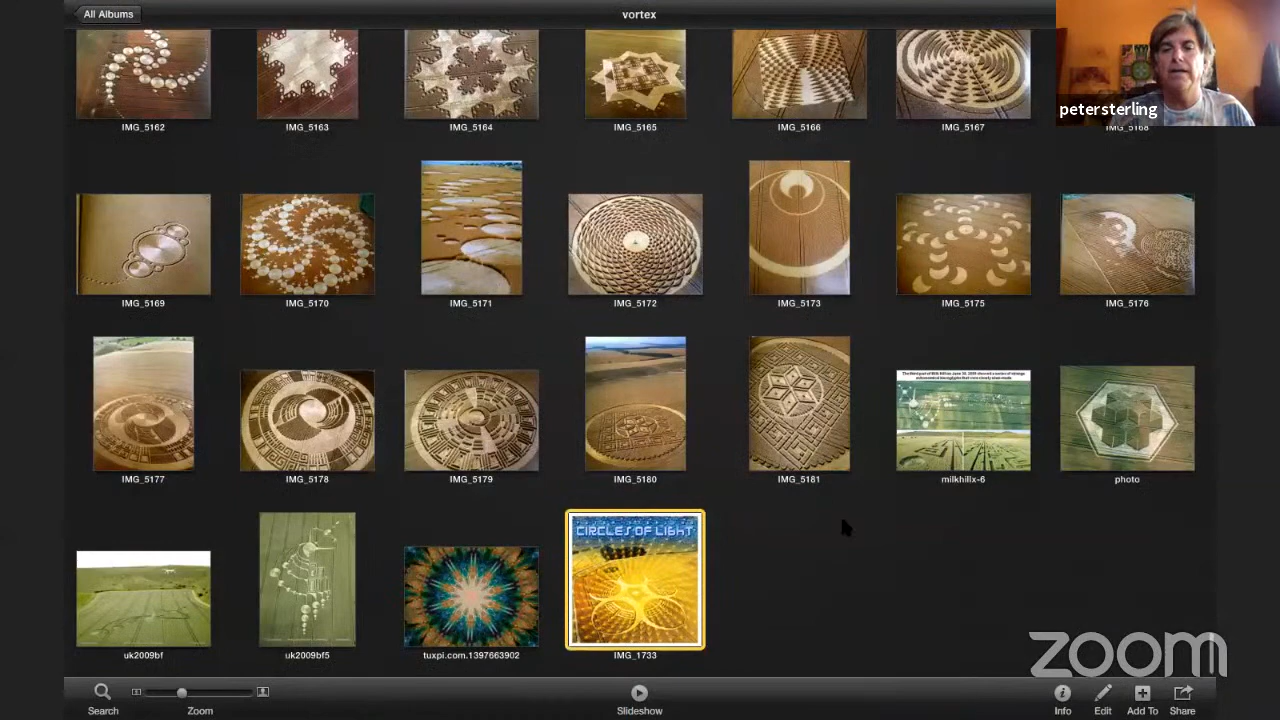 All Albums
vortex
petersterling
IMG_5162
IMG_5163
IMG_5164
IMG_5165
IMG_5166
IMG_5167
IMG_5168
IMG_5169
IMG_5170
IMG_5171
IMG_5172
IMG_5173
IMG_5175
IMG_5176
IMG_5177
IMG_5178
IMG_5179
IMG_5180
IMG_5181
milkhillx-6
photo
CIRCLES OF LIGHT
uk2009bf
uk2009bf5
tuxpi.com.1397663902
IMG_1733
zoom
Search
Zoom
Slideshow
Info
Edit
Add To
Share